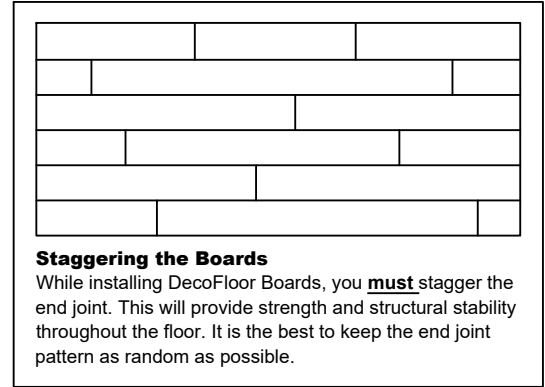 Staggering the Boards
While installing DecoFloor Boards, you must stagger the
end joint. This will provide strength and structural stability
throughout the floor. It is the best to keep the end joint
pattern as random as possible.